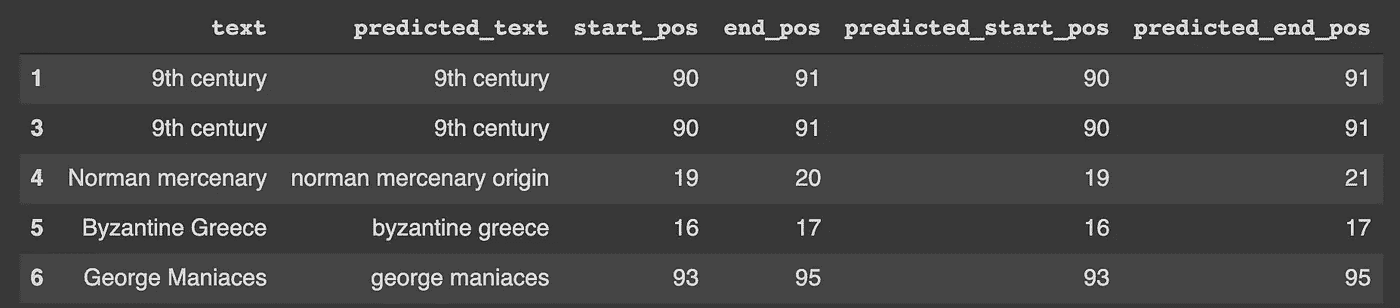 text predicted_text start_pos end_pos predicted_start_pos predicted_end_pos
1 9th century 9th century 90 91 90 91
3 9th century 9th century 90 91 90 91
4 Norman mercenary norman mercenary origin 19 20 19 21
5 Byzantine Greece byzantine greece 16 17 16 17
6 George Maniaces george maniaces 93 95 93 95